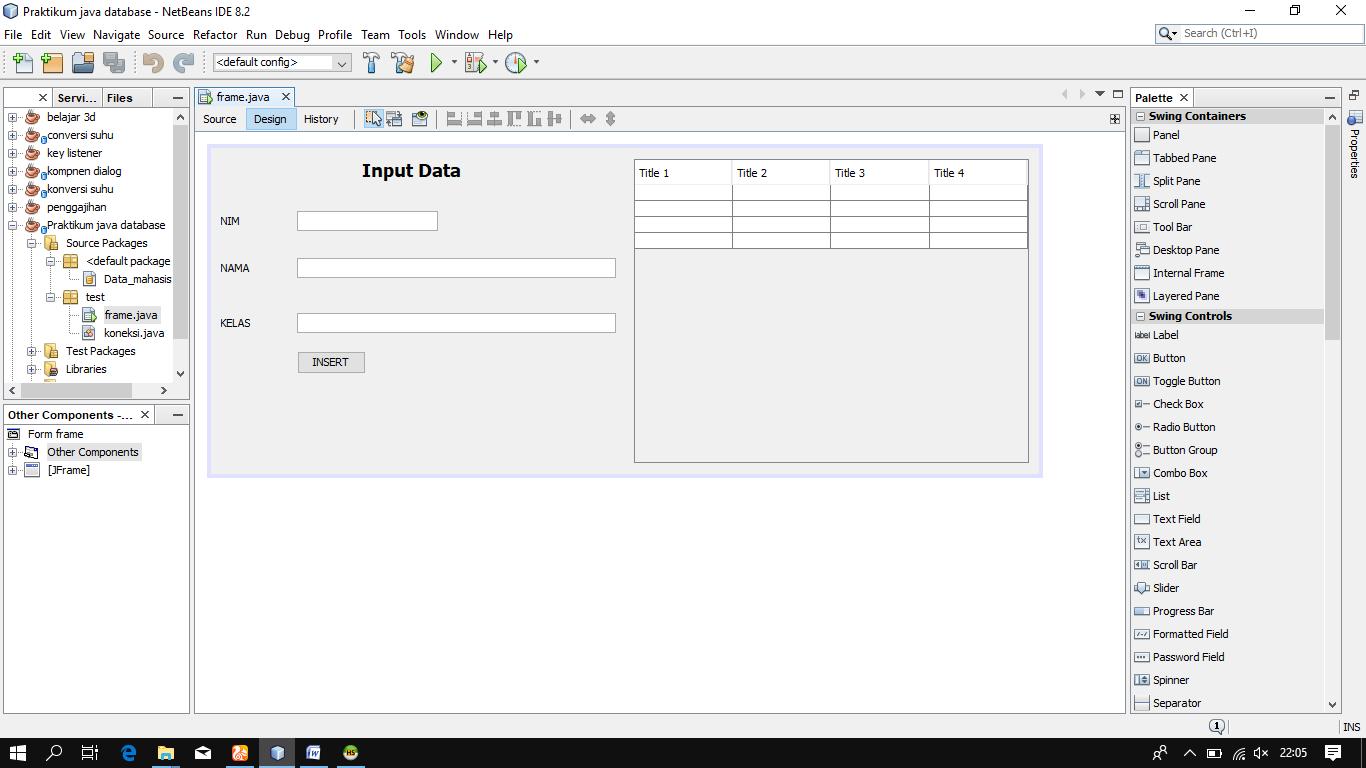 Praktikum java database - NetBeans IDE 8.2
File Edit View Navigate Source Refactor Run Debug Profile Team Tools Window Help
Search (Ctrl+I)
<default config>
Servi... Files
frame.java
Source Design History
belajar 3d
conversi suhu
key listener
kompnen dialog
konversi suhu
penggajihan
Praktikum java database
Source Packages
<default package
Data_mahasis
test
frame.java
koneksi.java
Test Packages
Libraries
Other Components -...
Form frame
Other Components
[JFrame]
Input Data
NIM
NAMA
KELAS
INSERT
Title 1 Title 2 Title 3 Title 4
Palette
Swing Containers
Panel
Tabbed Pane
Split Pane
Scroll Pane
Tool Bar
Desktop Pane
Internal Frame
Layered Pane
Swing Controls
label Label
OK Button
ON Toggle Button
Check Box
Radio Button
Button Group
Combo Box
List
Text Field
Text Area
Scroll Bar
Slider
Progress Bar
Formatted Field
Password Field
Spinner
Separator
Properties
1
INS
HS
22:05